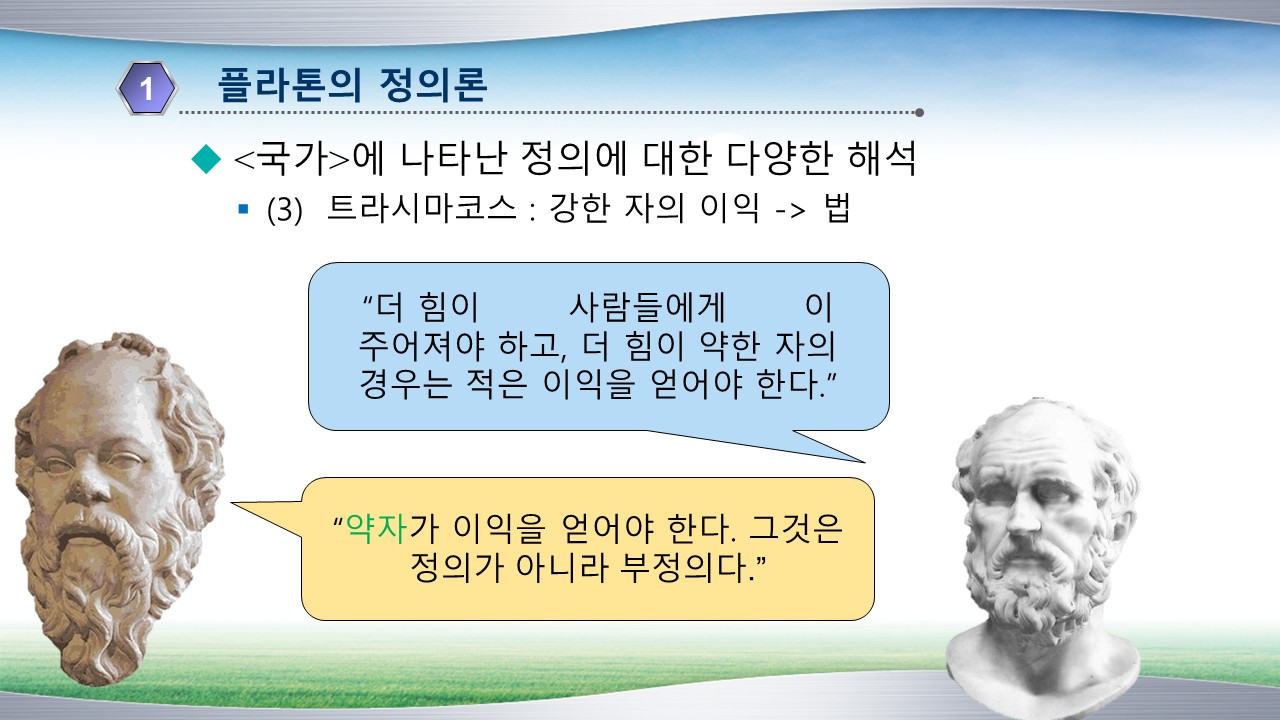 1
플라톤의 정의론
<국가>에 나타난 정의에 대한 다양한 해석
(3) 트라시마코스 : 강한 자의 이익 -> 법
“더 힘이 사람들에게 이
주어져야 하고, 더 힘이 약한 자의
경우는 적은 이익을 얻어야 한다.”
“약자가 이익을 얻어야 한다. 그것은
정의가 아니라 부정의다.”